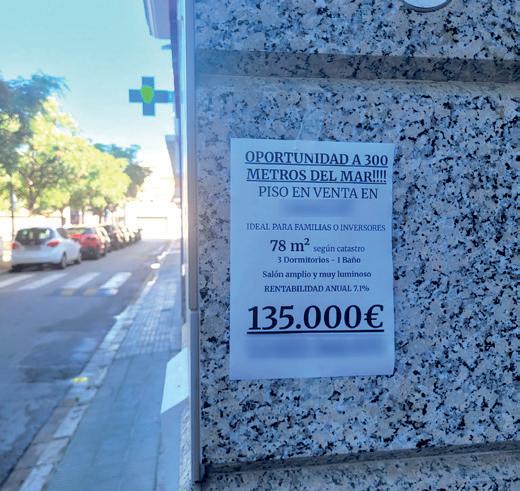 OPORTUNIDAD A 300
METROS DEL MAR!!!!
PISO EN VENTA EN
IDEAL PARA FAMILIAS O INVERSORES
78 m² según catastro
3 Dormitorios - 1 Baño
Salón amplio y muy luminoso
RENTABILIDAD ANUAL 7.1%
135.000€